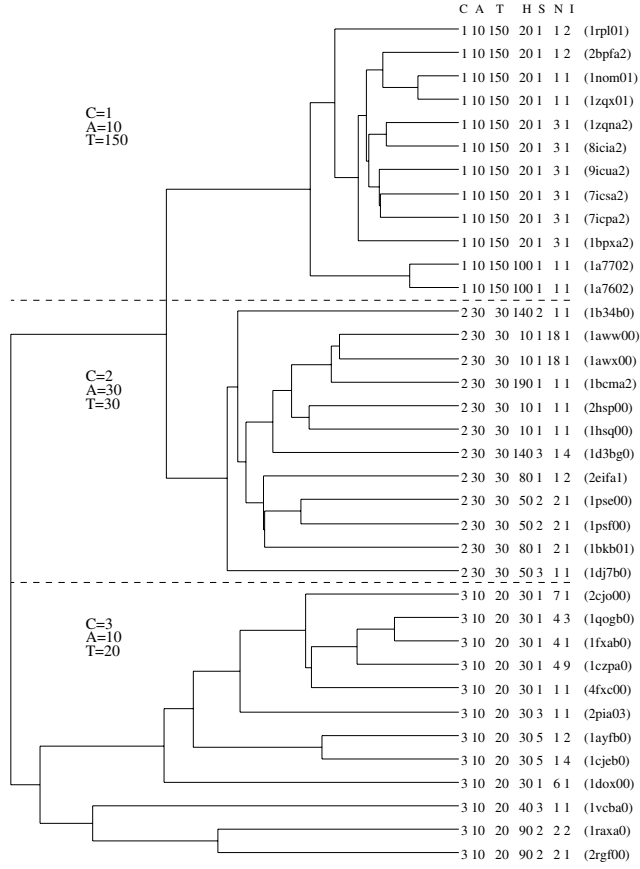 C A T H S N I
1 10 150 20 1 1 2 (1rpl01)
1 10 150 20 1 1 2 (2bpfa2)
1 10 150 20 1 1 1 (1nom01)
1 10 150 20 1 1 1 (1zqx01)
C=1
A=10
T=150
1 10 150 20 1 3 1 (1zqna2)
1 10 150 20 1 3 1 (8icia2)
1 10 150 20 1 3 1 (9icua2)
1 10 150 20 1 3 1 (7icsa2)
1 10 150 20 1 3 1 (7icpa2)
1 10 150 20 1 3 1 (1bpxa2)
1 10 150 100 1 1 1 (1a7702)
1 10 150 100 1 1 1 (1a7602)
2 30 30 140 2 1 1 (1b34b0)
2 30 30 10 1 18 1 (1aww00)
2 30 30 10 1 18 1 (1awx00)
C=2
A=30
T=30
2 30 30 190 1 1 1 (1bcma2)
2 30 30 10 1 1 1 (2hsp00)
2 30 30 10 1 1 1 (1hsq00)
2 30 30 140 3 1 4 (1d3bg0)
2 30 30 80 1 1 2 (2eifa1)
2 30 30 50 2 2 1 (1pse00)
2 30 30 50 2 2 1 (1psf00)
2 30 30 80 1 2 1 (1bkb01)
2 30 30 50 3 1 1 (1dj7b0)
3 10 20 30 1 7 1 (2cjo00)
3 10 20 30 1 4 3 (1qogb0)
C=3
A=10
T=20
3 10 20 30 1 4 1 (1fxab0)
3 10 20 30 1 4 9 (1czpa0)
3 10 20 30 1 1 1 (4fxc00)
3 10 20 30 3 1 1 (2pia03)
3 10 20 30 5 1 2 (1ayfb0)
3 10 20 30 5 1 4 (1cjeb0)
3 10 20 30 1 6 1 (1dox00)
3 10 20 40 3 1 1 (1vcba0)
3 10 20 90 2 2 2 (1raxa0)
3 10 20 90 2 2 1 (2rgf00)